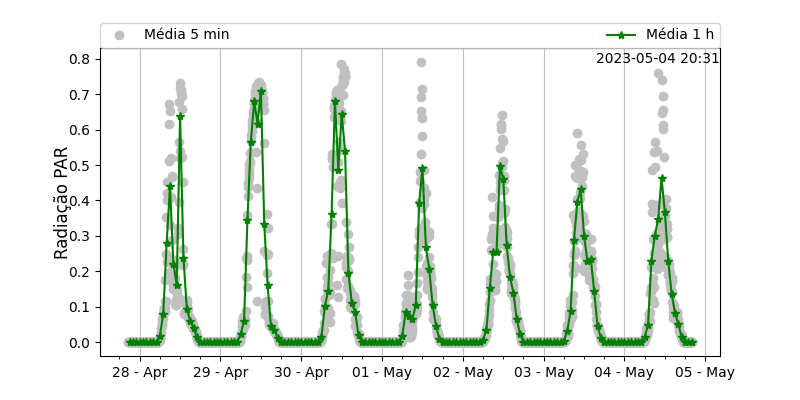 Média 5 min
Média 1 h
2023-05-04 20:31
Radiação PAR
0.8
0.7
0.6
0.5
0.4
0.3
0.2
0.1
0.0
28 - Apr
29 - Apr
30 - Apr
01 - May
02 - May
03 - May
04 - May
05 - May